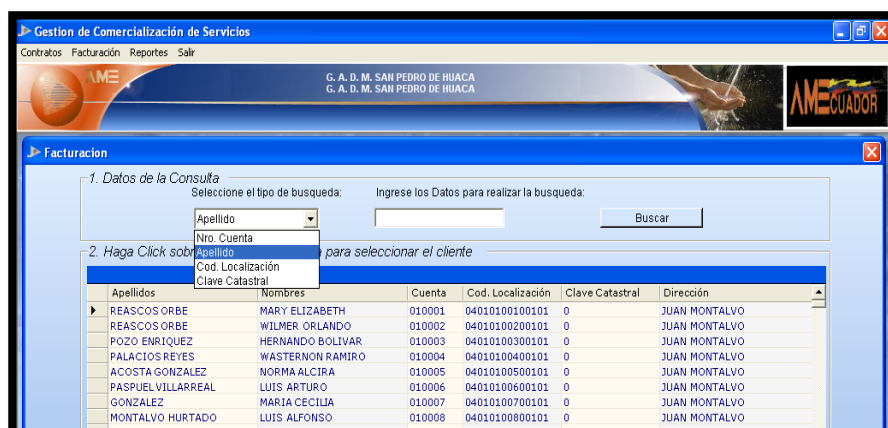 Gestion de Comercialización de Servicios
Contratos Facturación Reportes Salir
AME
G. A. D. M. SAN PEDRO DE HUACA
G. A. D. M. SAN PEDRO DE HUACA
AMECUADOR
Facturacion
1. Datos de la Consulta
Seleccione el tipo de busqueda: Ingrese los Datos para realizar la busqueda:
Apellido Buscar
Nro. Cuenta
Apellido
Cod. Localización
Clave Catastral
2. Haga Click sobr para seleccionar el cliente
Apellidos Nombres Cuenta Cod. Localización Clave Catastral Dirección
REASCOS ORBE MARY ELIZABETH 010001 04010100100101 0 JUAN MONTALVO
REASCOS ORBE WILMER ORLANDO 010002 04010100200101 0 JUAN MONTALVO
POZO ENRIQUEZ HERNANDO BOLIVAR 010003 04010100300101 0 JUAN MONTALVO
PALACIOS REYES WASTERNON RAMIRO 010004 04010100400101 0 JUAN MONTALVO
ACOSTA GONZALEZ NORMA ALCIRA 010005 04010100500101 0 JUAN MONTALVO
PASPUEL VILLARREAL LUIS ARTURO 010006 04010100600101 0 JUAN MONTALVO
GONZALEZ MARIA CECILIA 010007 04010100700101 0 JUAN MONTALVO
MONTALVO HURTADO LUIS ALFONSO 010008 04010100800101 0 JUAN MONTALVO